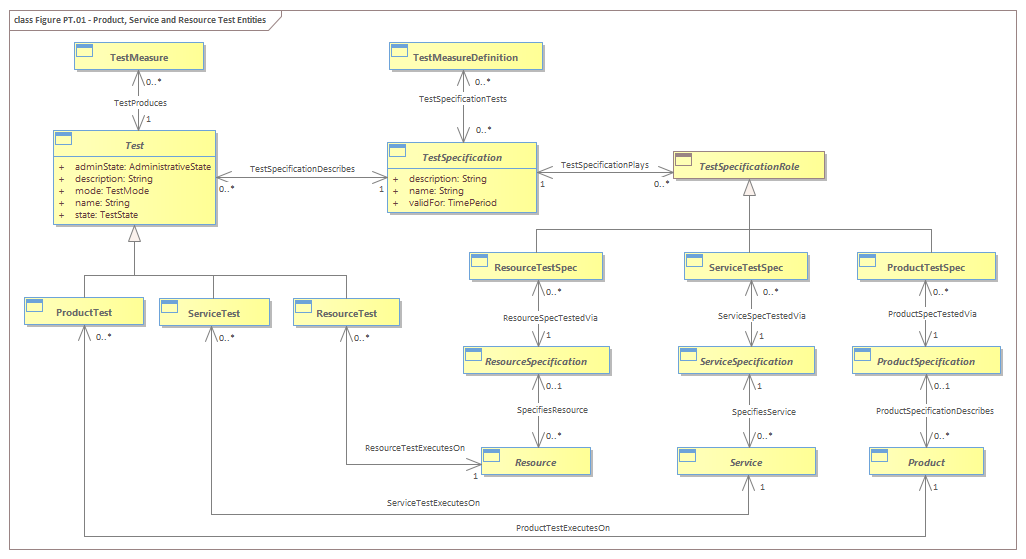 class Figure PT.01 - Product, Service and Resource Test Entities
TestMeasure
TestMeasureDefinition
0..*
0..*
TestProduces
TestSpecificationTests
1
0..*
Test
+ adminState: AdministrativeState
+ description: String
+ mode: TestMode
+ name: String
+ state: TestState
TestSpecificationDescribes
0..*
1
TestSpecification
+ description: String
+ name: String
+ validFor: TimePeriod
TestSpecificationPlays
1
0..*
TestSpecificationRole
ResourceTestSpec
ServiceTestSpec
ProductTestSpec
0..*
0..*
0..*
ProductTest
ServiceTest
ResourceTest
ResourceSpecTestedVia
ServiceSpecTestedVia
ProductSpecTestedVia
0..*
0..*
0..*
1
1
1
ResourceSpecification
ServiceSpecification
ProductSpecification
0..1
1
0..1
SpecifiesResource
SpecifiesService
ProductSpecificationDescribes
0..*
0..*
0..*
ResourceTestExecutesOn
1
Resource
Service
Product
1
1
ServiceTestExecutesOn
ProductTestExecutesOn